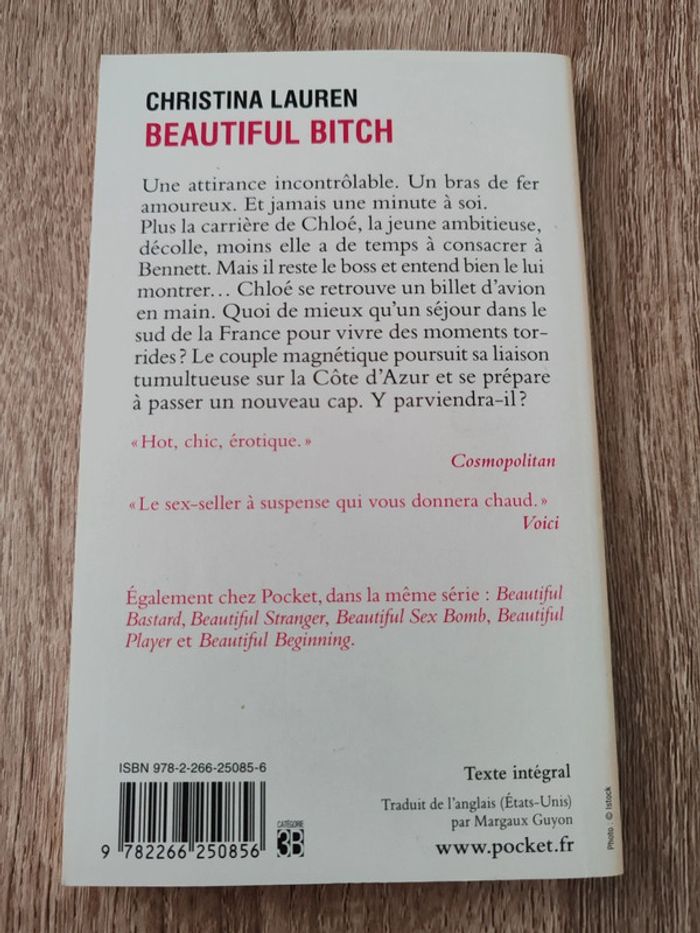 CHRISTINA LAUREN
BEAUTIFUL BITCH
Une attirance incontrôlable. Un bras de fer
amoureux. Et jamais une minute à soi.
Plus la carrière de Chloé, la jeune ambitieuse,
décolle, moins elle a de temps à consacrer à
Bennett. Mais il reste le boss et entend bien le lui
montrer… Chloé se retrouve un billet d'avion
en main. Quoi de mieux qu'un séjour dans le
sud de la France pour vivre des moments tor-
rides ? Le couple magnétique poursuit sa liaison
tumultueuse sur la Côte d'Azur et se prépare
à passer un nouveau cap. Y parviendra-il ?
« Hot, chic, érotique. »
Cosmopolitan
« Le sex-seller à suspense qui vous donnera chaud. »
Voici
Également chez Pocket, dans la même série : Beautiful
Bastard, Beautiful Stranger, Beautiful Sex Bomb, Beautiful
Player et Beautiful Beginning.
ISBN 978-2-266-25085-6
9 782266 250856
CATÉGORIE
3B
Texte intégral
Traduit de l'anglais (États-Unis)
par Margaux Guyon
www.pocket.fr
Photo : © Istock